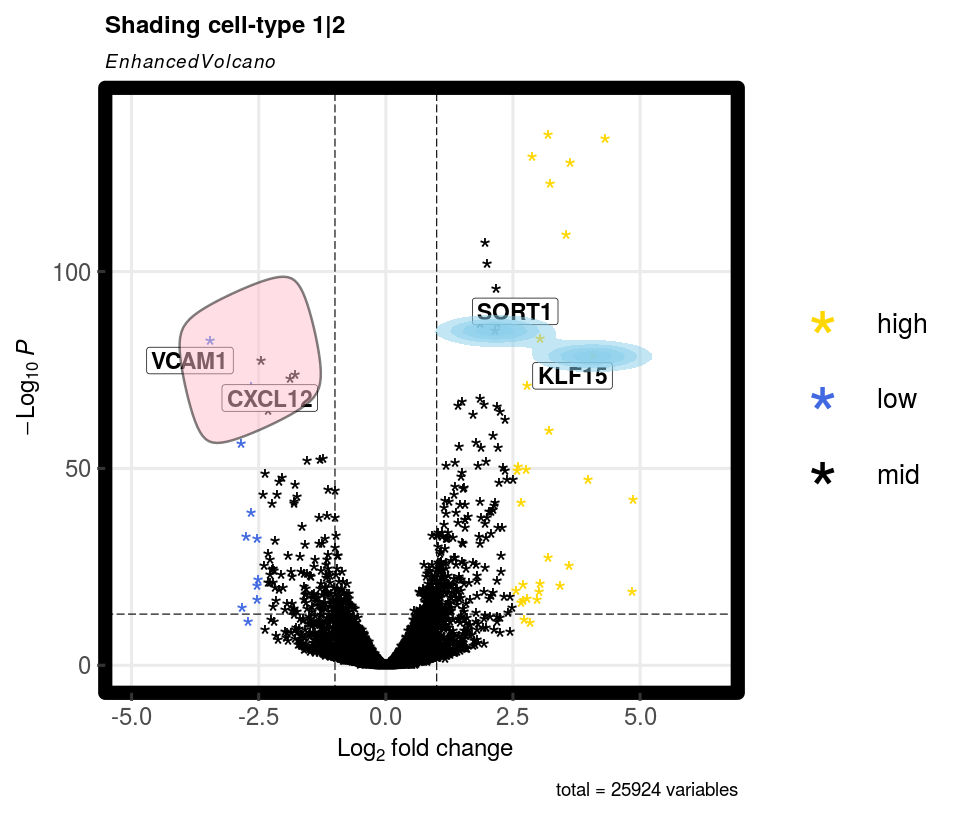 Shading cell-type 1|2
EnhancedVolcano
−Log₁₀ P
100
50
0
VCAM1
CXCL12
SORT1
KLF15
high
low
mid
-5.0 -2.5 0.0 2.5 5.0
Log₂ fold change
total = 25924 variables